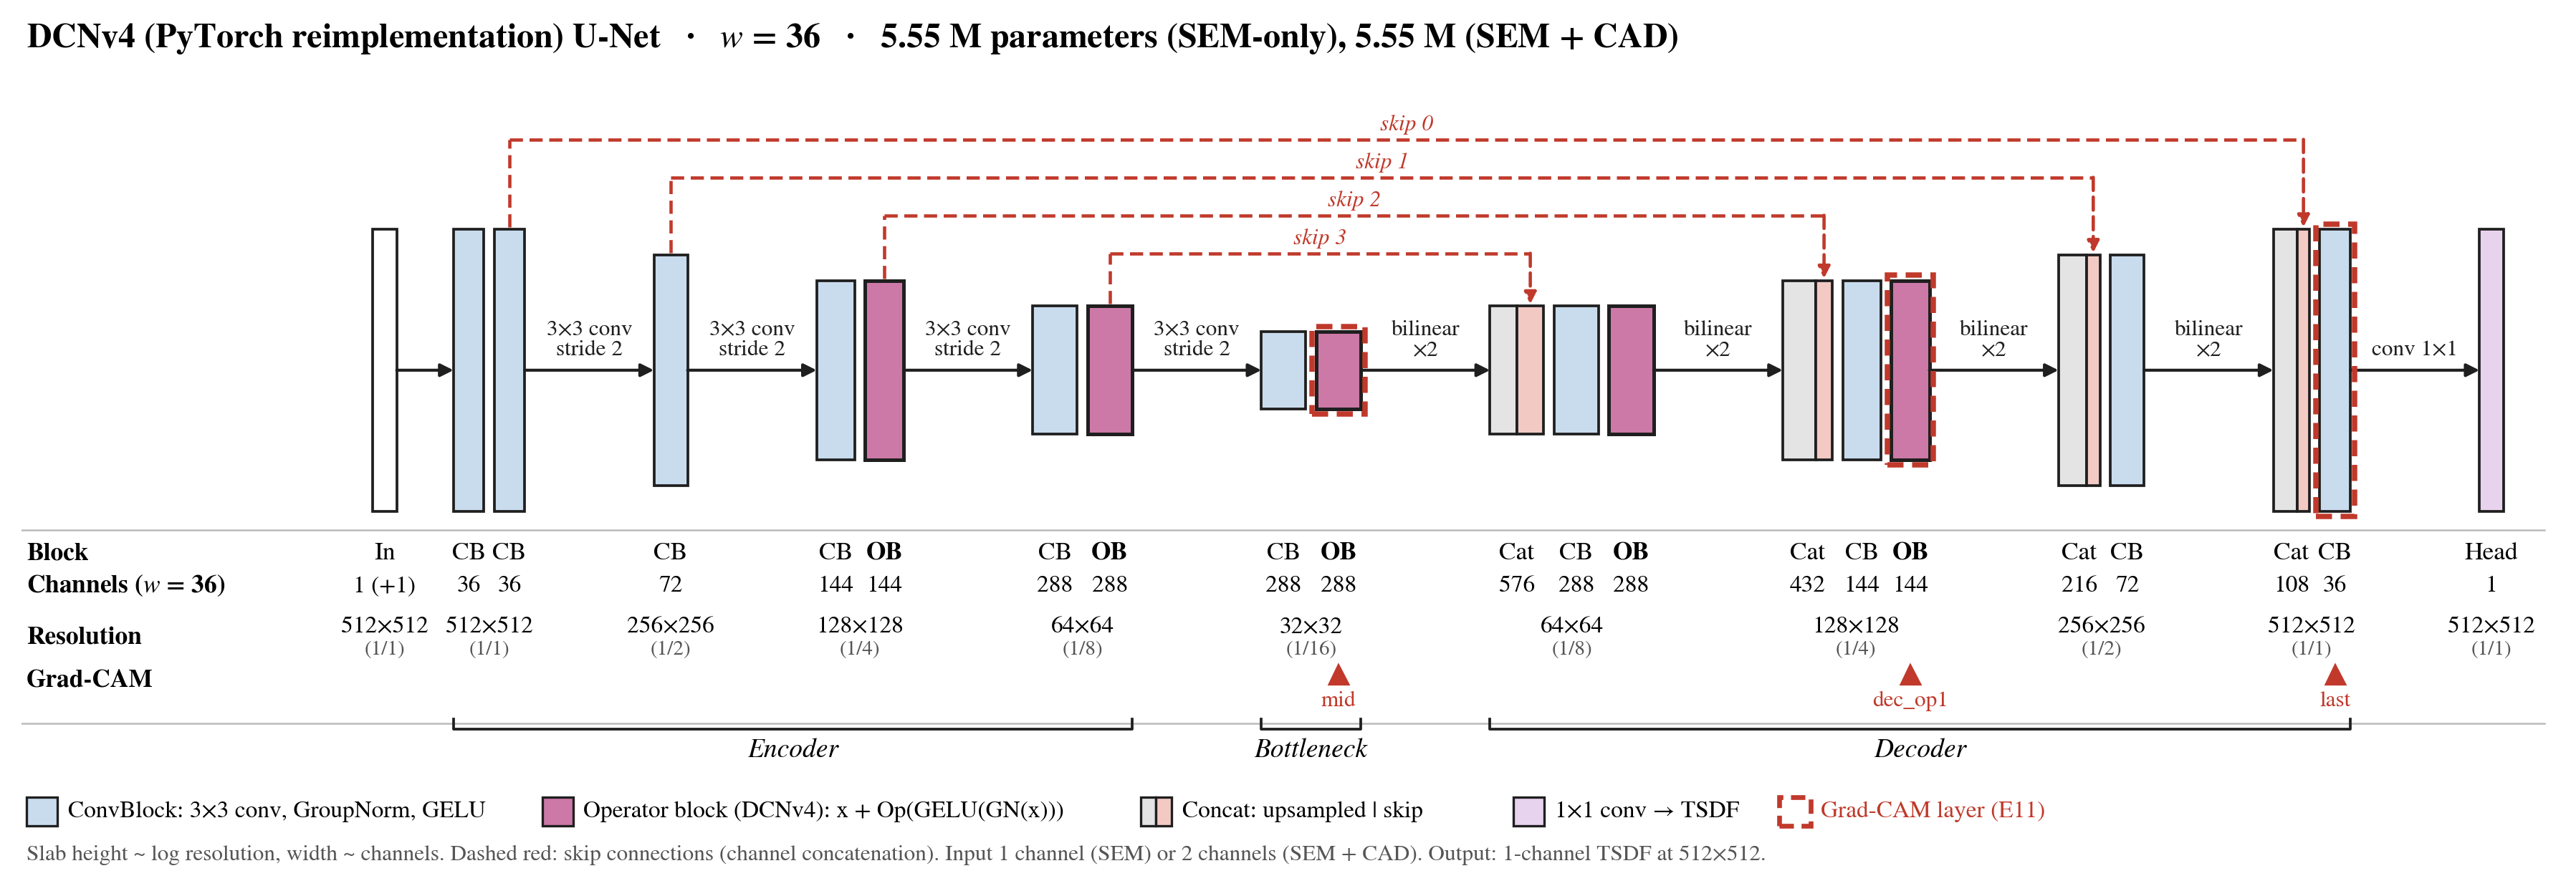 DCNv4 (PyTorch reimplementation) U-Net · w = 36 · 5.55 M parameters (SEM-only), 5.55 M (SEM + CAD)
skip 0
skip 1
skip 2
skip 3
3×3 conv
stride 2
3×3 conv
stride 2
3×3 conv
stride 2
3×3 conv
stride 2
bilinear
×2
bilinear
×2
bilinear
×2
bilinear
×2
conv 1×1
Block In CB CB CB CB OB CB OB CB OB Cat CB OB Cat CB OB Cat CB Cat CB Head
Channels (w = 36) 1 (+1) 36 36 72 144 144 288 288 288 288 576 288 288 432 144 144 216 72 108 36 1
Resolution 512×512 512×512 256×256 128×128 64×64 32×32 64×64 128×128 256×256 512×512 512×512
(1/1) (1/1) (1/2) (1/4) (1/8) (1/16) (1/8) (1/4) (1/2) (1/1) (1/1)
Grad-CAM
mid dec_op1 last
Encoder Bottleneck Decoder
ConvBlock: 3×3 conv, GroupNorm, GELU Operator block (DCNv4): x + Op(GELU(GN(x))) Concat: upsampled | skip 1×1 conv → TSDF Grad-CAM layer (E11)
Slab height ~ log resolution, width ~ channels. Dashed red: skip connections (channel concatenation). Input 1 channel (SEM) or 2 channels (SEM + CAD). Output: 1-channel TSDF at 512×512.